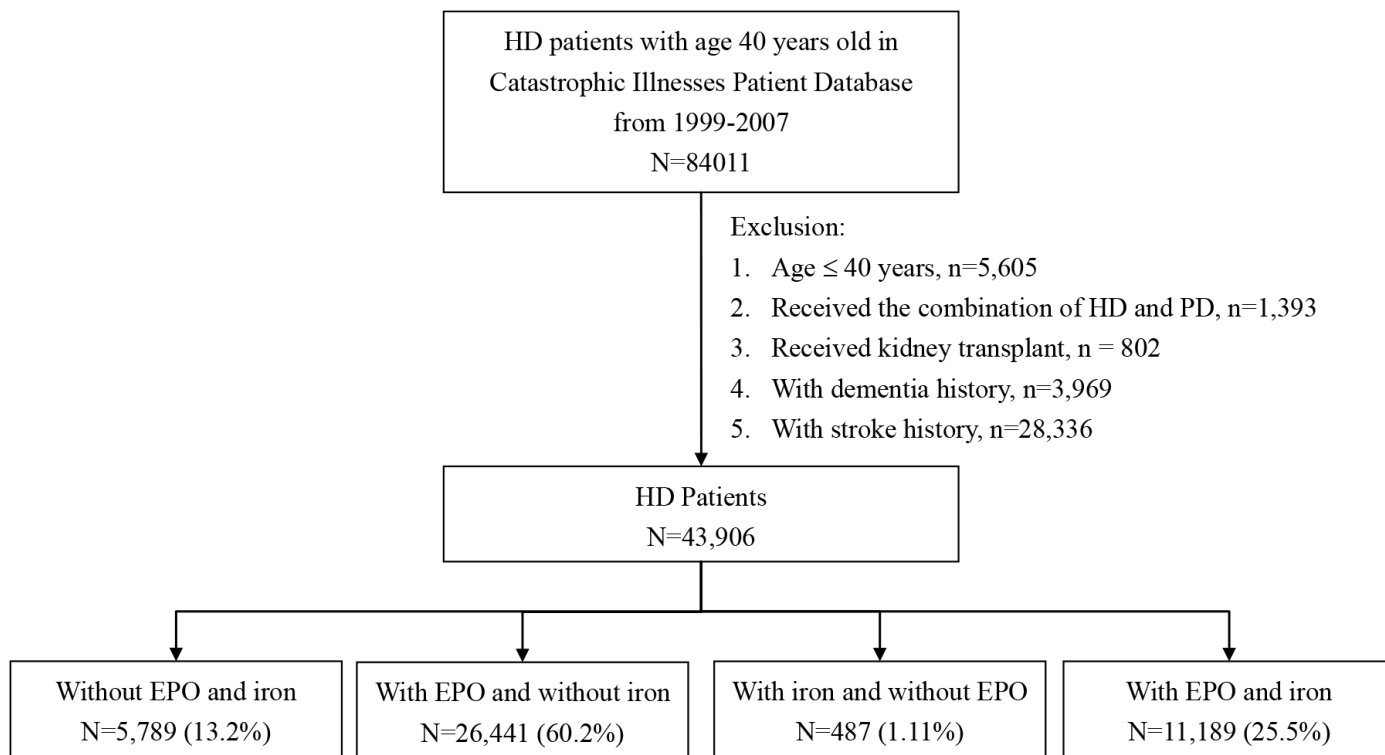 HD patients with age 40 years old in
Catastrophic Illnesses Patient Database
from 1999-2007
N=84011
Exclusion:
1. Age ≤ 40 years, n=5,605
2. Received the combination of HD and PD, n=1,393
3. Received kidney transplant, n = 802
4. With dementia history, n=3,969
5. With stroke history, n=28,336
HD Patients
N=43,906
Without EPO and iron
N=5,789 (13.2%)
With EPO and without iron
N=26,441 (60.2%)
With iron and without EPO
N=487 (1.11%)
With EPO and iron
N=11,189 (25.5%)